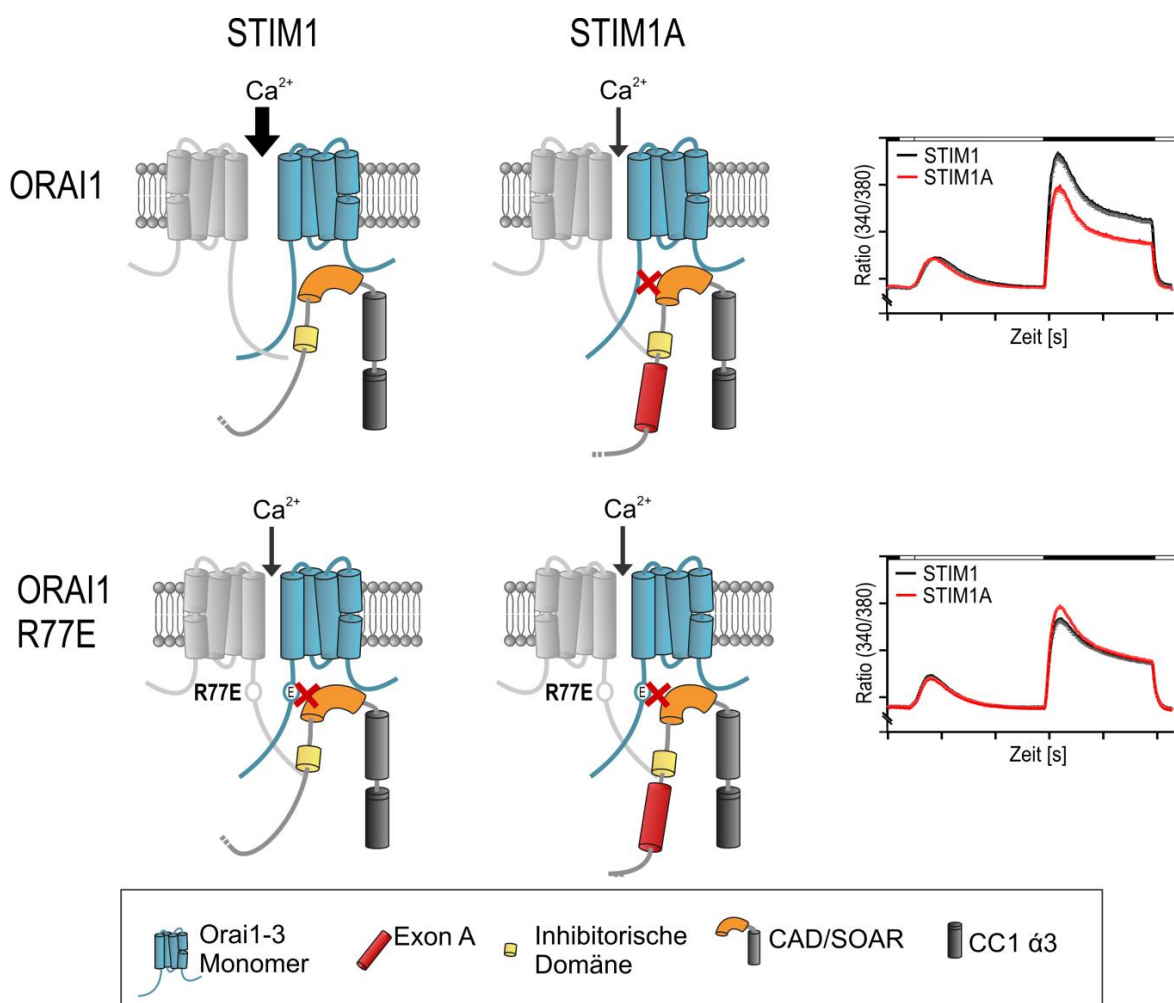 STIM1
STIM1A
ORAI1
Ca²⁺
Ca²⁺
STIM1
STIM1A
Ratio (340/380)
Zeit [s]
ORAI1
R77E
Ca²⁺
R77E
E
Ca²⁺
R77E
E
STIM1
STIM1A
Ratio (340/380)
Zeit [s]
Orai1-3
Monomer
Exon A
Inhibitorische
Domäne
CAD/SOAR
CC1 ά3